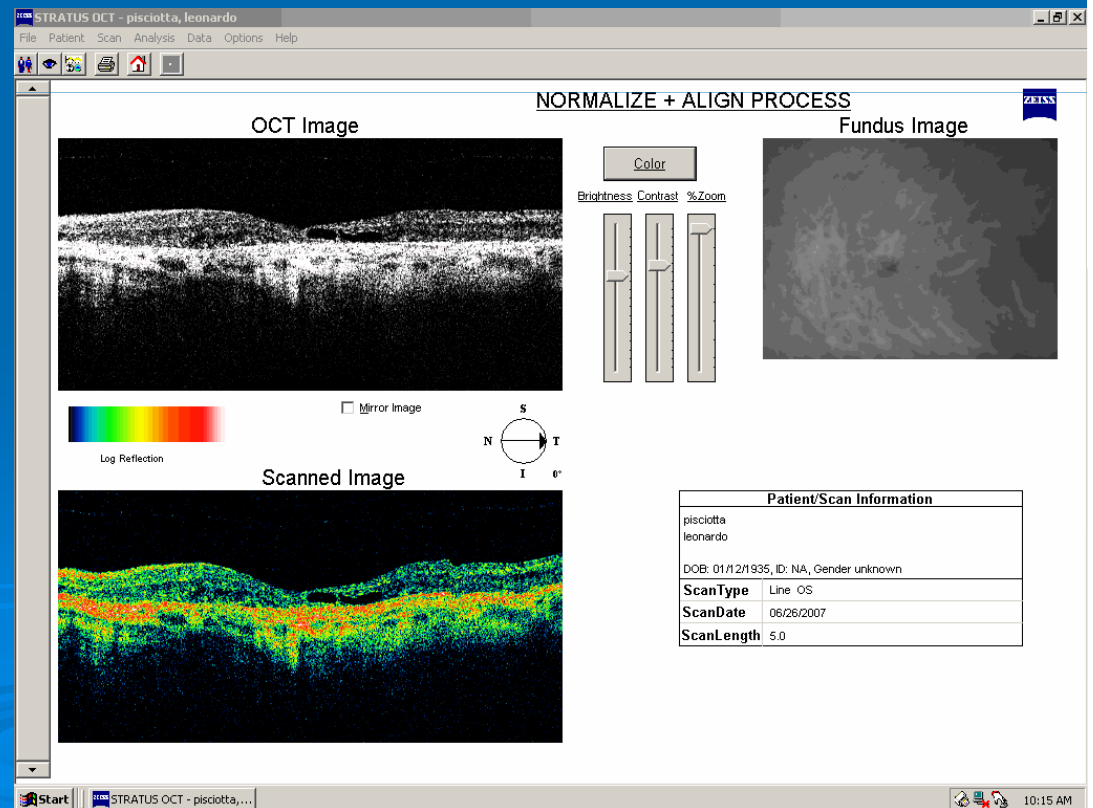 ZEISS STRATUS OCT - pisciotta, leonardo
File Patient Scan Analysis Data Options Help
NORMALIZE + ALIGN PROCESS
ZEISS
OCT Image
Fundus Image
Color
Brightness Contrast %Zoom
Mirror Image
Log Reflection
S
N T
I 0°
Scanned Image
Patient/Scan Information
pisciotta
leonardo
DOB: 01/12/1935, ID: NA, Gender unknown
ScanType Line OS
ScanDate 06/26/2007
ScanLength 5.0
Start ZEISS STRATUS OCT - pisciotta,... 10:15 AM